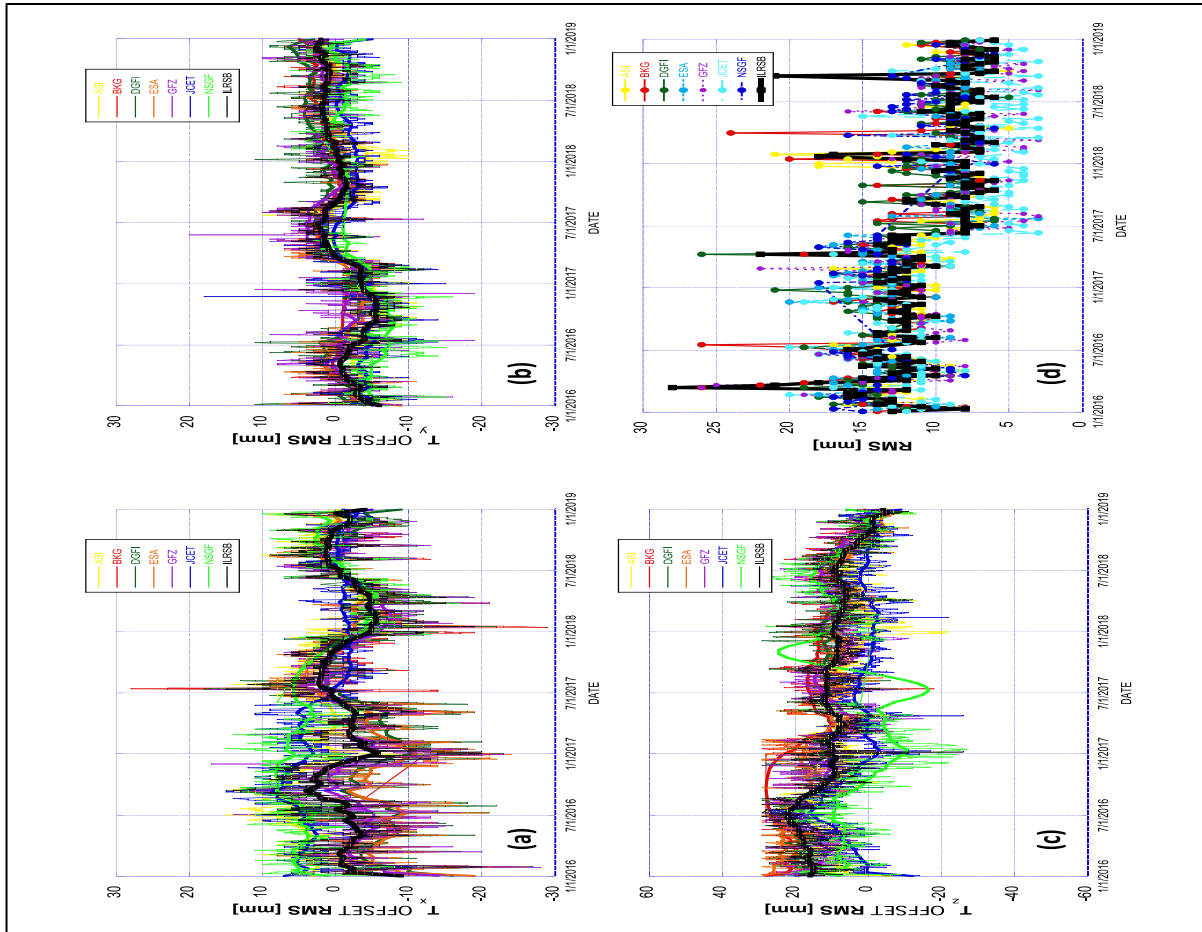 (a)
T x OFFSET RMS [mm]
30
20
10
0
-10
-20
-30
1/1/2016 7/1/2016 1/1/2017 7/1/2017 1/1/2018 7/1/2018 1/1/2019
DATE
ASI
BKG
DGFI
ESA
GFZ
JCET
NSGF
ILRSB
(b)
T y OFFSET RMS [mm]
30
20
10
0
-10
-20
-30
1/1/2016 7/1/2016 1/1/2017 7/1/2017 1/1/2018 7/1/2018 1/1/2019
DATE
ASI
BKG
DGFI
ESA
GFZ
JCET
NSGF
ILRSB
(c)
T z OFFSET RMS [mm]
60
40
20
0
-20
-40
-60
1/1/2016 7/1/2016 1/1/2017 7/1/2017 1/1/2018 7/1/2018 1/1/2019
DATE
ASI
BKG
DGFI
ESA
GFZ
JCET
NSGF
ILRSB
(d)
RMS [mm]
30
25
20
15
10
5
0
1/1/2016 7/1/2016 1/1/2017 7/1/2017 1/1/2018 7/1/2018 1/1/2019
DATE
ASI
BKG
DGFI
ESA
GFZ
JCET
NSGF
ILRSB